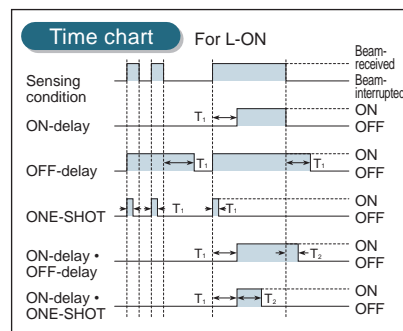 Time chart For L-ON
Sensing condition
Beam-received
Beam-interrupted
ON-delay
T1
ON
OFF
OFF-delay
T1
T1
ON
OFF
ONE-SHOT
T1
T1
ON
OFF
ON-delay •
OFF-delay
T1
T2
ON
OFF
ON-delay •
ONE-SHOT
T1
T2
ON
OFF